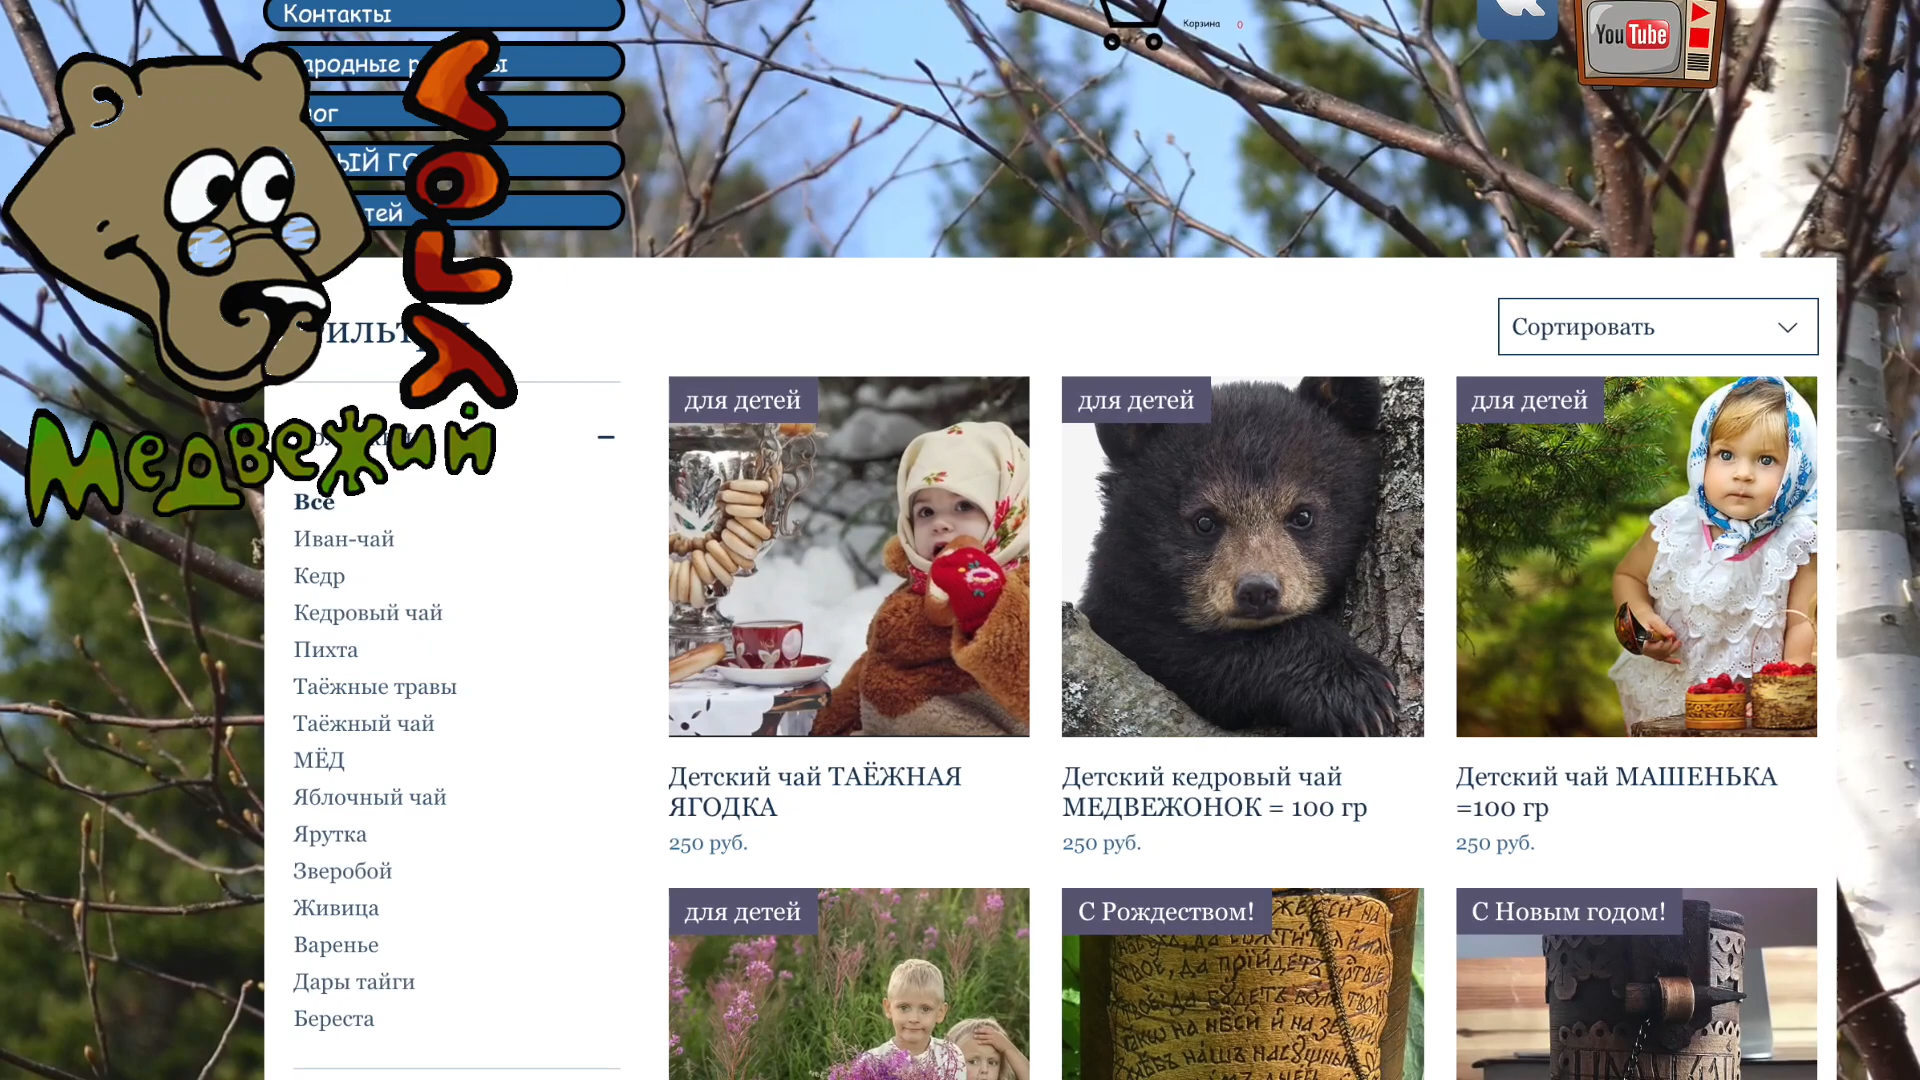 Контакты
Корзина 0
YouTube
Медвежий
УГОЛ
Сортировать
Все
Иван-чай
Кедр
Кедровый чай
Пихта
Таёжные травы
Таёжный чай
МЁД
Яблочный чай
Ярутка
Зверобой
Живица
Варенье
Дары тайги
Береста
для детей
для детей
для детей
Детский чай ТАЁЖНАЯ
ЯГОДКА
250 руб.
Детский кедровый чай
МЕДВЕЖОНОК = 100 гр
250 руб.
Детский чай МАШЕНЬКА
=100 гр
250 руб.
для детей
С Рождеством!
С Новым годом!